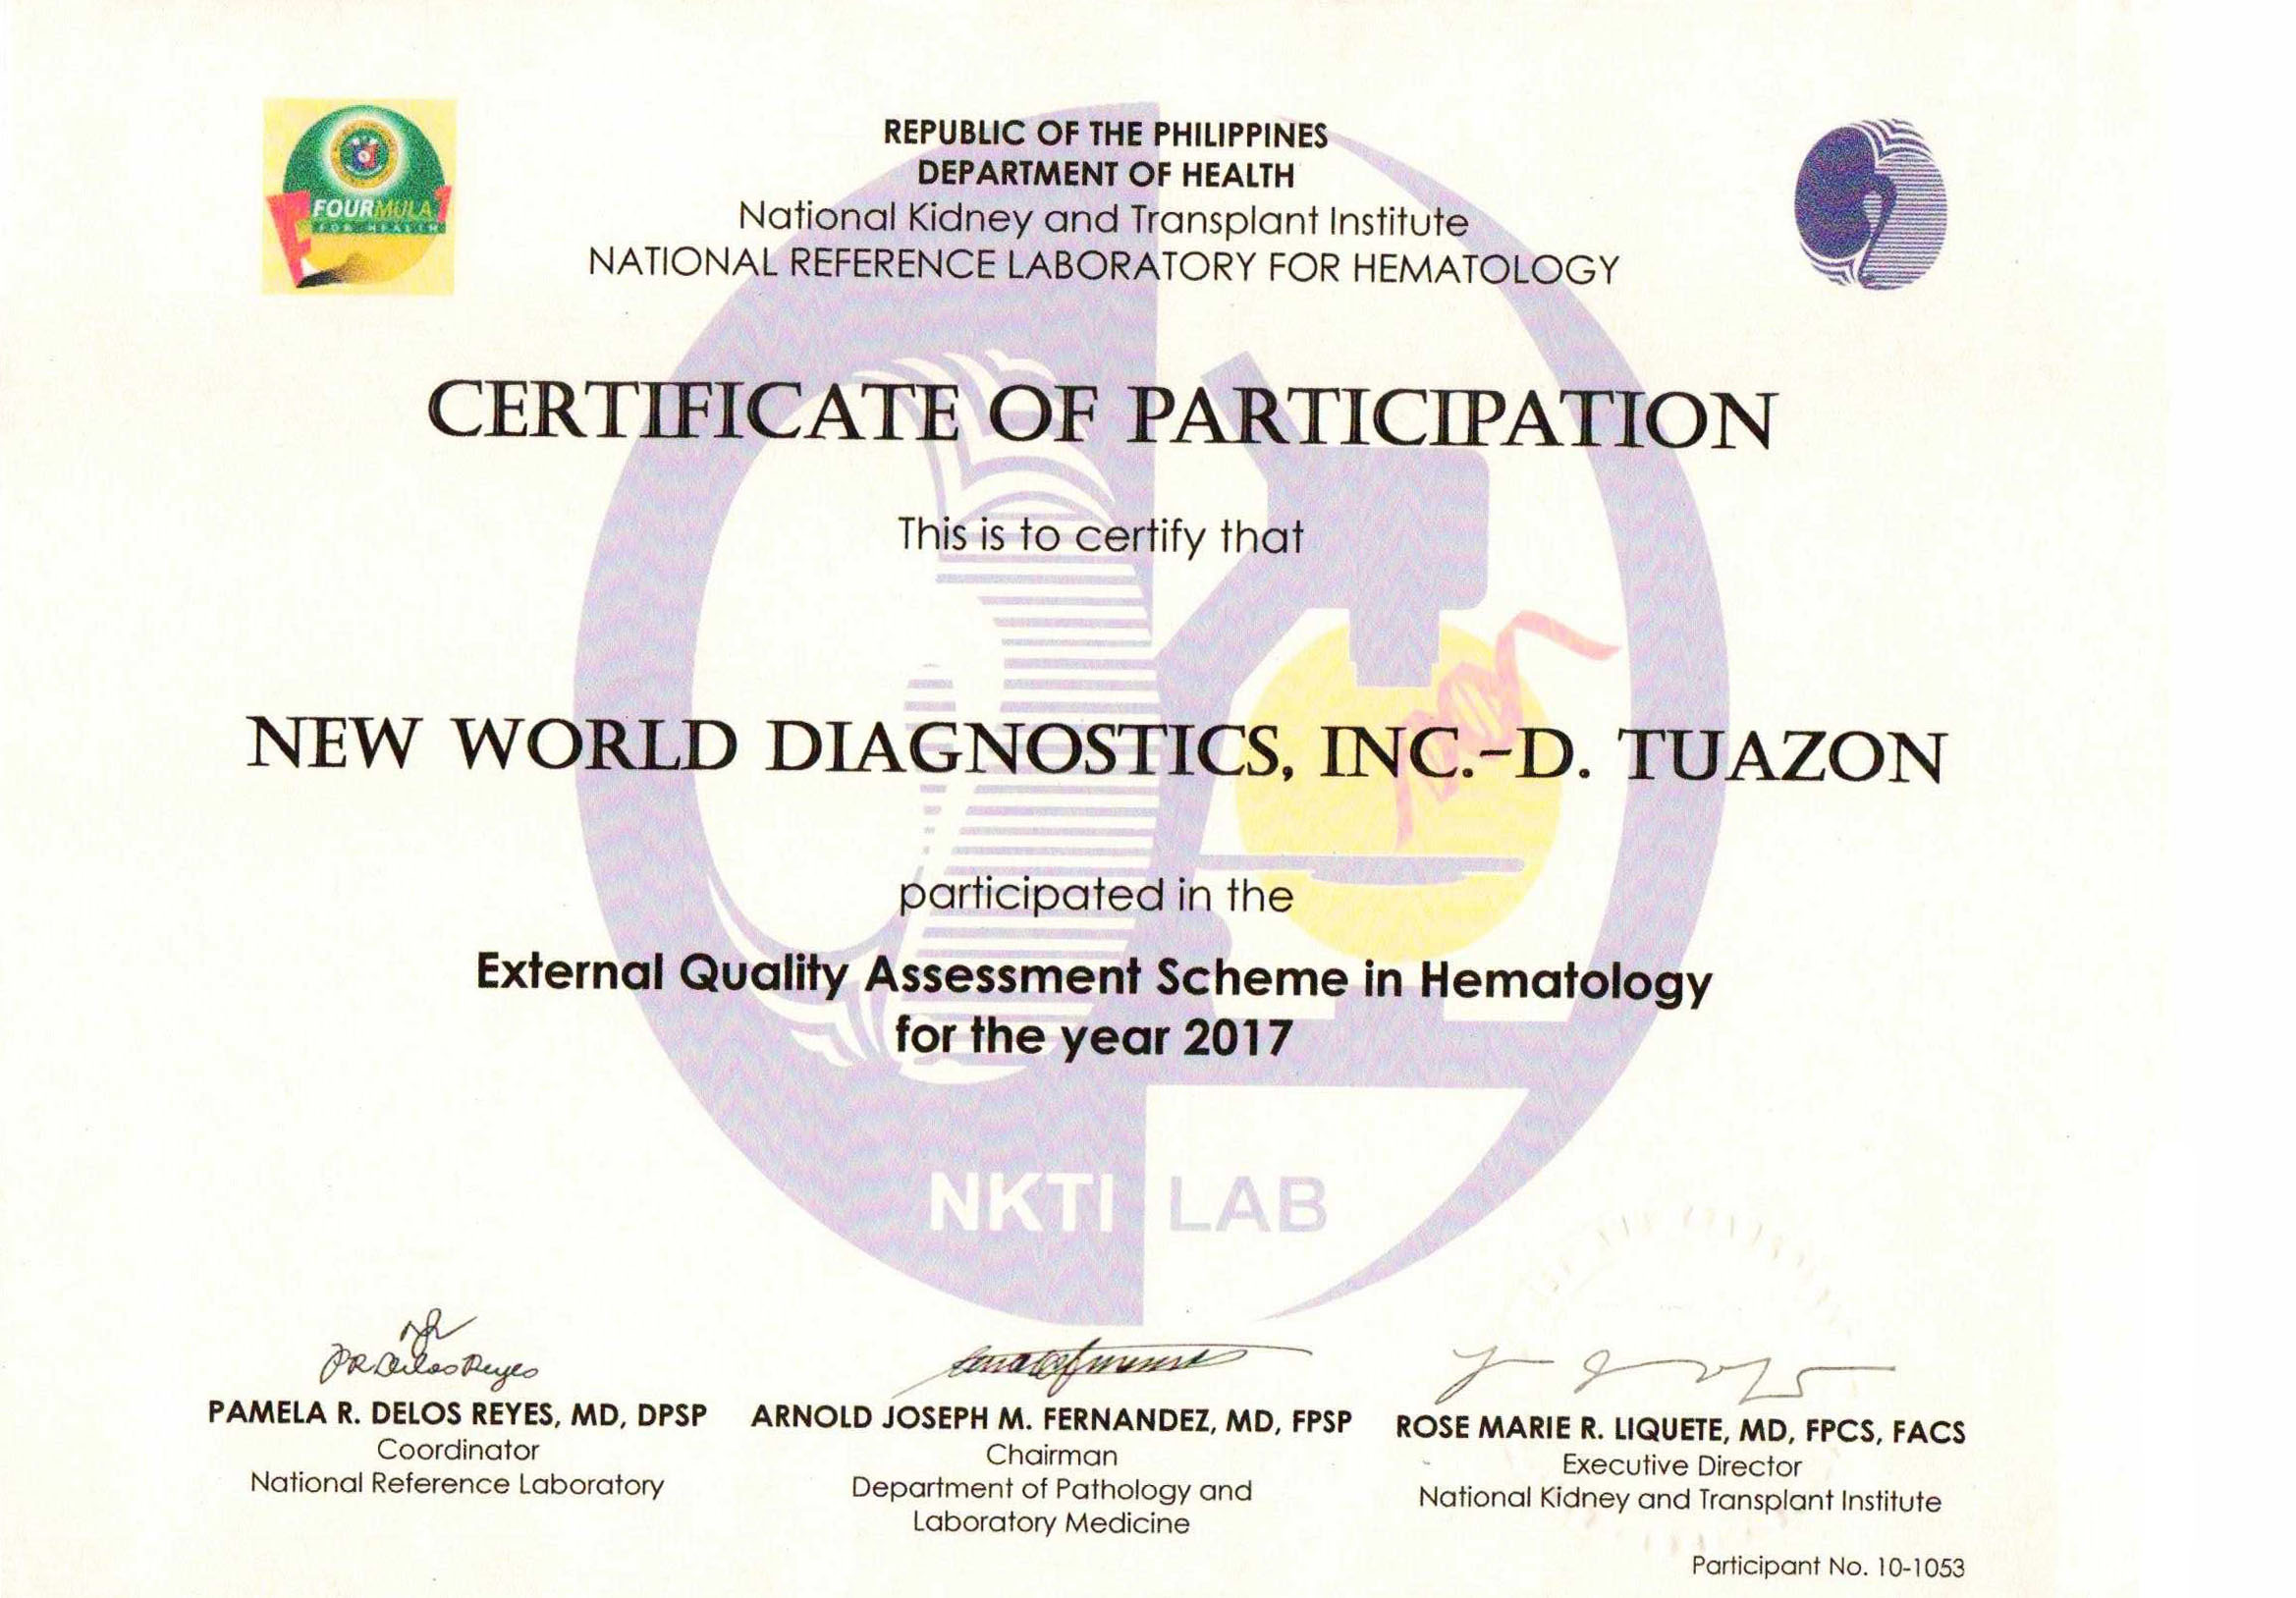 FOURMULA 1
FOR HEALTH
REPUBLIC OF THE PHILIPPINES
DEPARTMENT OF HEALTH
National Kidney and Transplant Institute
NATIONAL REFERENCE LABORATORY FOR HEMATOLOGY
CERTIFICATE OF PARTICIPATION
This is to certify that
NEW WORLD DIAGNOSTICS, INC.-D. TUAZON
participated in the
External Quality Assessment Scheme in Hematology
for the year 2017
NKTI LAB
PAMELA R. DELOS REYES, MD, DPSP
Coordinator
National Reference Laboratory
ARNOLD JOSEPH M. FERNANDEZ, MD, FPSP
Chairman
Department of Pathology and
Laboratory Medicine
ROSE MARIE R. LIQUETE, MD, FPCS, FACS
Executive Director
National Kidney and Transplant Institute
Participant No. 10-1053